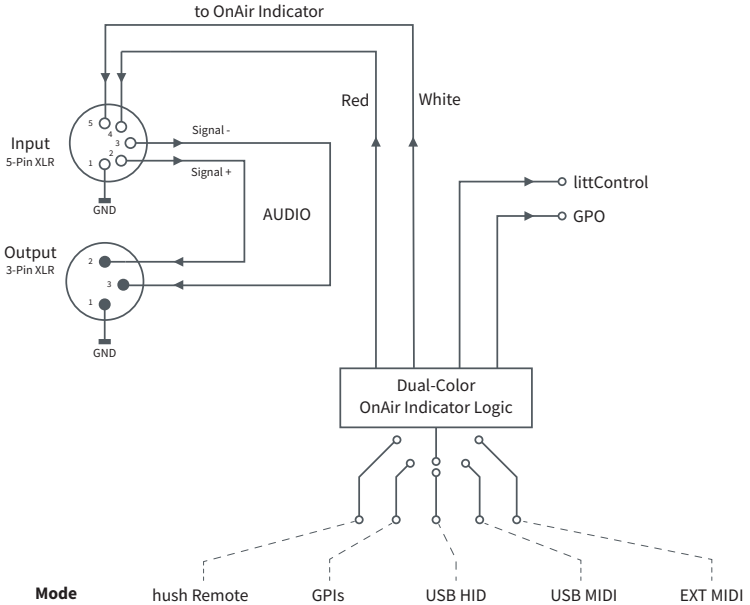 to OnAir Indicator
Red
White
5
4
3
2
1
Input
5-Pin XLR
Signal -
Signal +
GND
AUDIO
littControl
GPO
Output
3-Pin XLR
2
3
1
GND
Dual-Color
OnAir Indicator Logic
Mode
hush Remote
GPIs
USB HID
USB MIDI
EXT MIDI